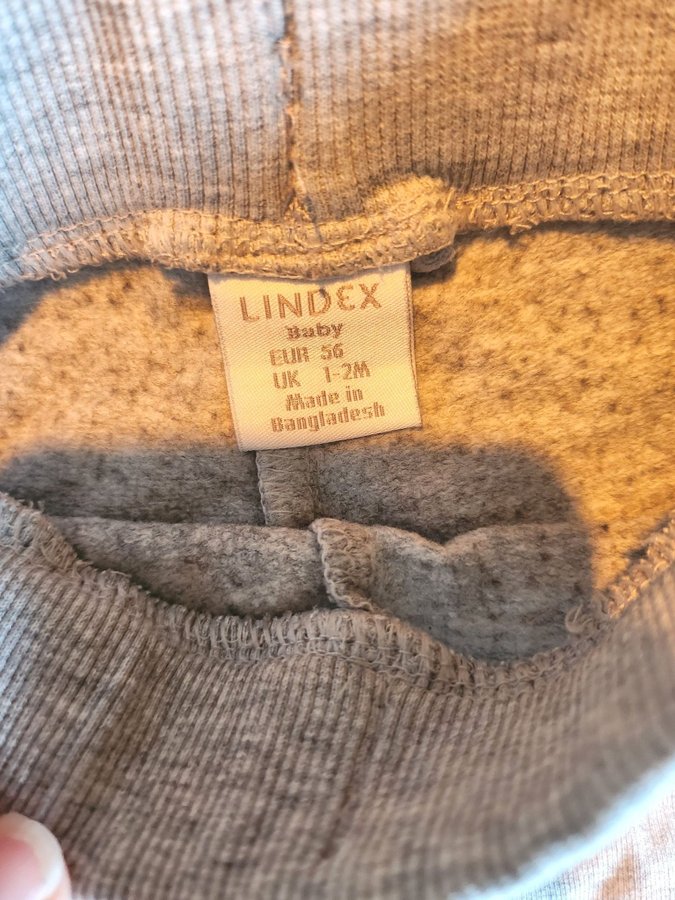 LINDEX
Baby
EUR 56
UK 1-2M
Made in
Bangladesh